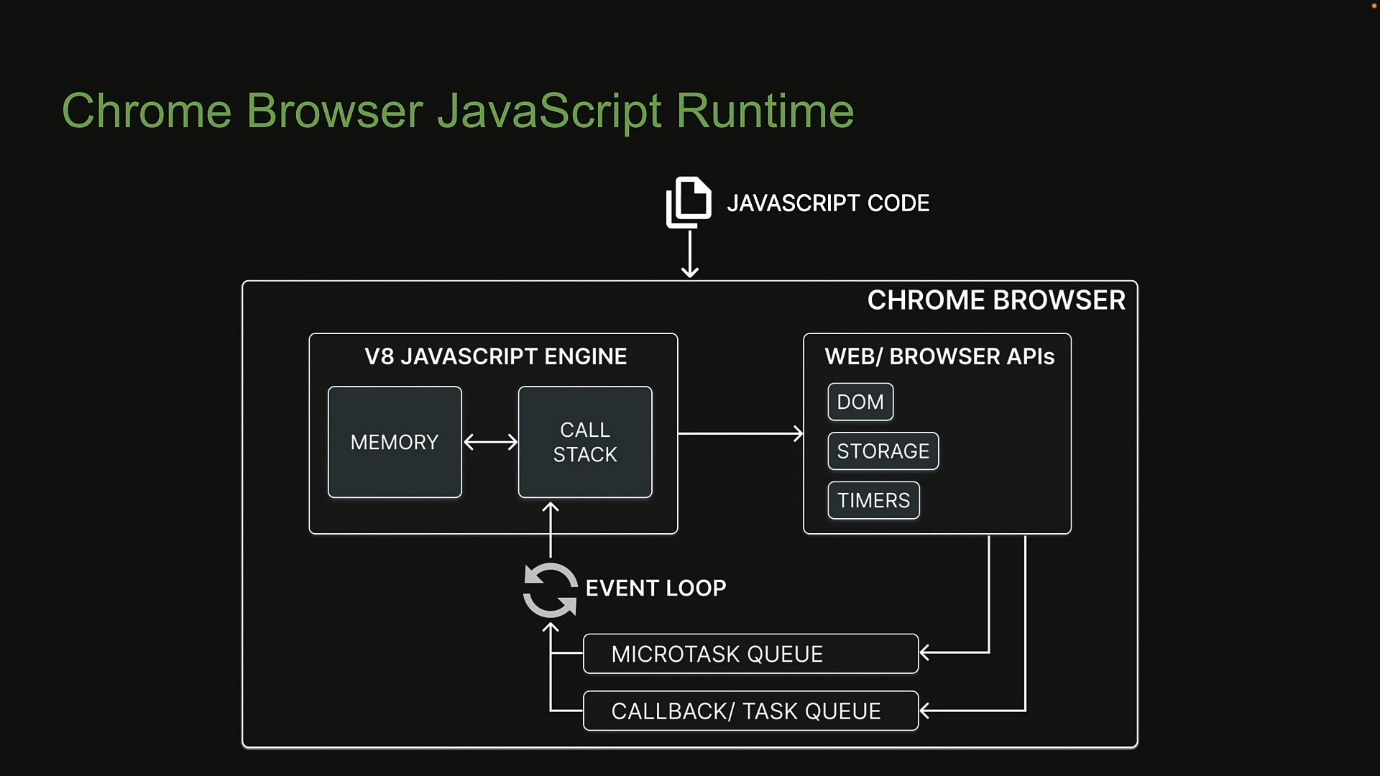 Chrome Browser JavaScript Runtime
JAVASCRIPT CODE
CHROME BROWSER
V8 JAVASCRIPT ENGINE
MEMORY
CALL
STACK
WEB/ BROWSER APIs
DOM
STORAGE
TIMERS
EVENT LOOP
MICROTASK QUEUE
CALLBACK/ TASK QUEUE